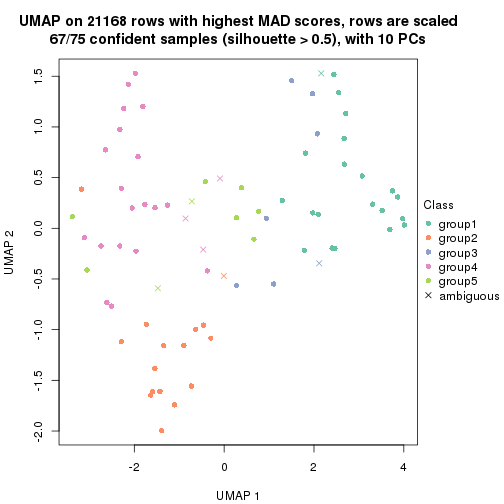 UMAP on 21168 rows with highest MAD scores, rows are scaled
67/75 confident samples (silhouette > 0.5), with 10 PCs
1.5
1.0
0.5
0.0
-0.5
-1.0
-1.5
-2.0
UMAP 2
-2
0
2
4
UMAP 1
Class
group1
group2
group3
group4
group5
ambiguous